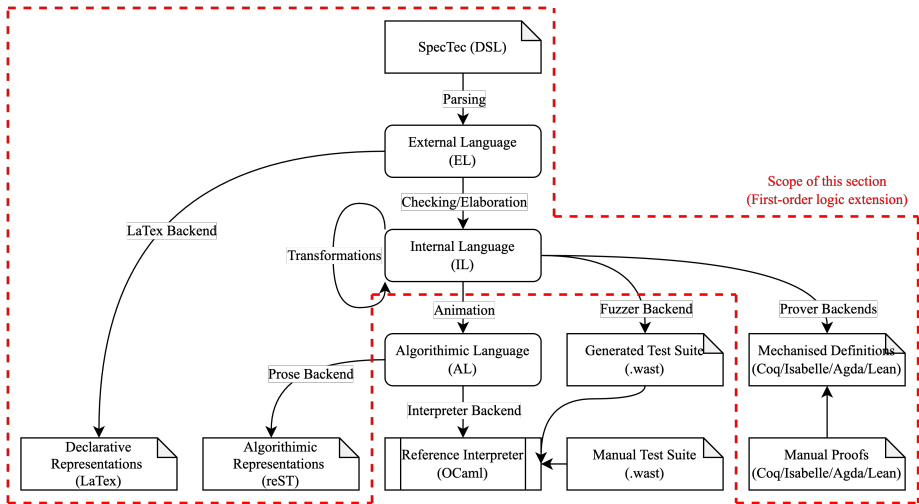 SpecTec (DSL)
Parsing
External Language
(EL)
Scope of this section
(First-order logic extension)
Checking/Elaboration
LaTex Backend
Transformations
Internal Language
(IL)
Animation
Fuzzer Backend
Prover Backends
Algorithimic Language
(AL)
Generated Test Suite
(.wast)
Mechanised Definitions
(Coq/Isabelle/Agda/Lean)
Prose Backend
Interpreter Backend
Declarative
Representations
(LaTex)
Algorithimic
Representations
(reST)
Reference Interpreter
(OCaml)
Manual Test Suite
(.wast)
Manual Proofs
(Coq/Isabelle/Agda/Lean)